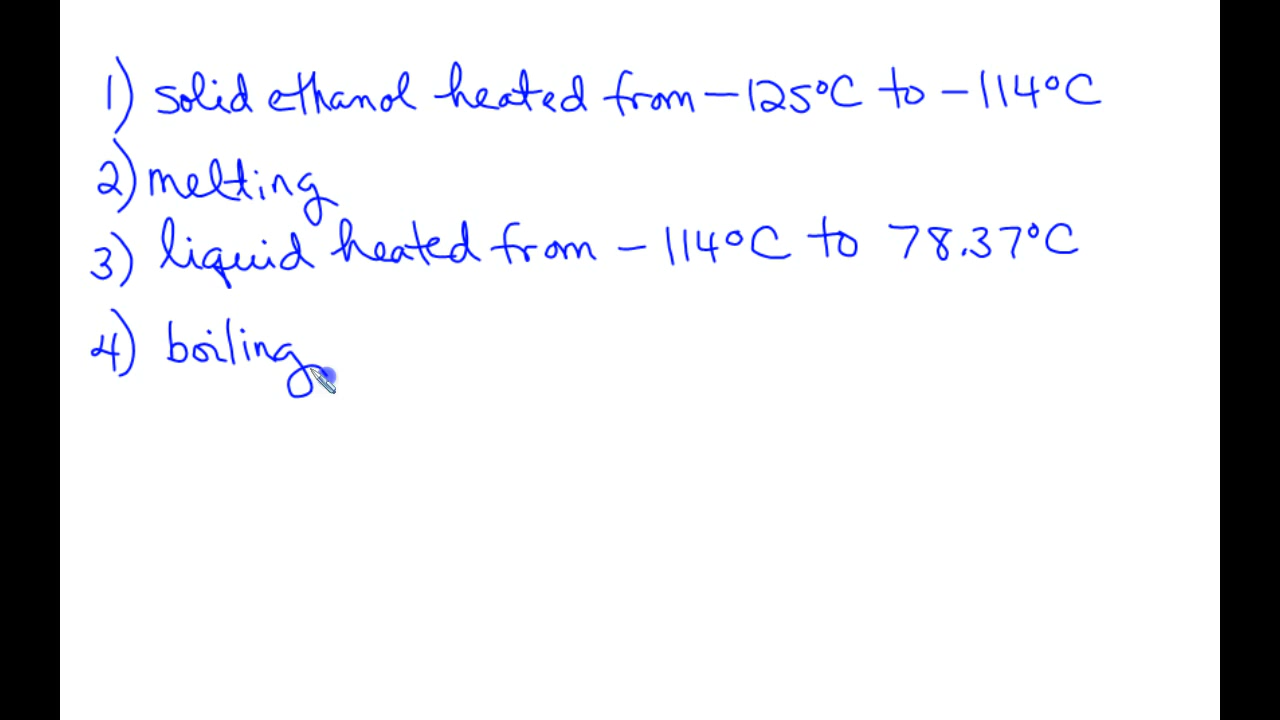 1) solid ethanol heated from -125°C to -114°C
2) melting
3) liquid heated from -114°C to 78.37°C
4) boiling